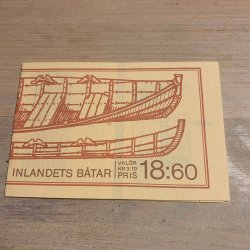 INLANDETS BÅTAR
VALÖR
KR 3:10
PRIS
18:60